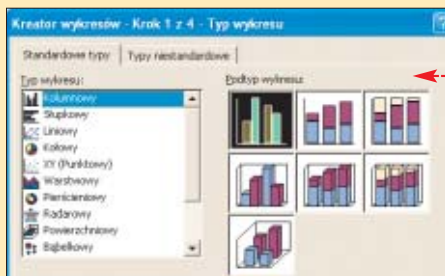 Kreator wykresów - Krok 1 z 4 - Typ wykresu
Standardowe typy
Typy niestandardowe
Typ wykresu:
Podtyp wykresu:
Kolumnowy
Słupkowy
Liniowy
Kołowy
XY (Punktowy)
Warstwowy
Pierścieniowy
Radarowy
Powierzchniowy
Bąbelkowy